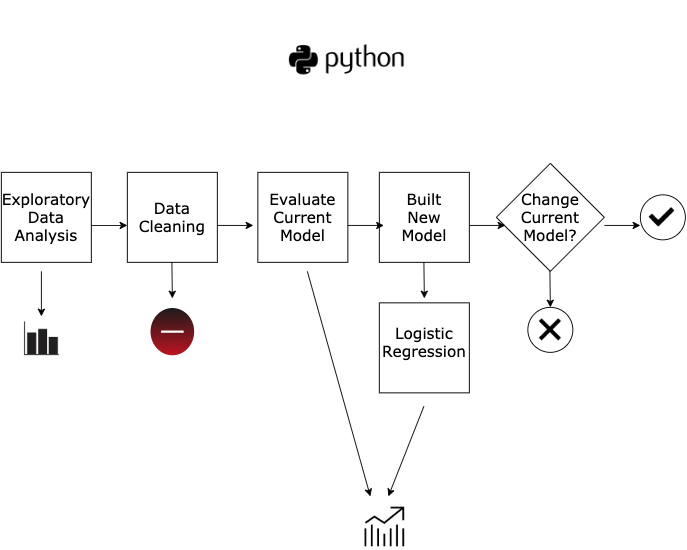 python
Exploratory
Data
Analysis
Data
Cleaning
Evaluate
Current
Model
Built
New
Model
Change
Current
Model?
Logistic
Regression